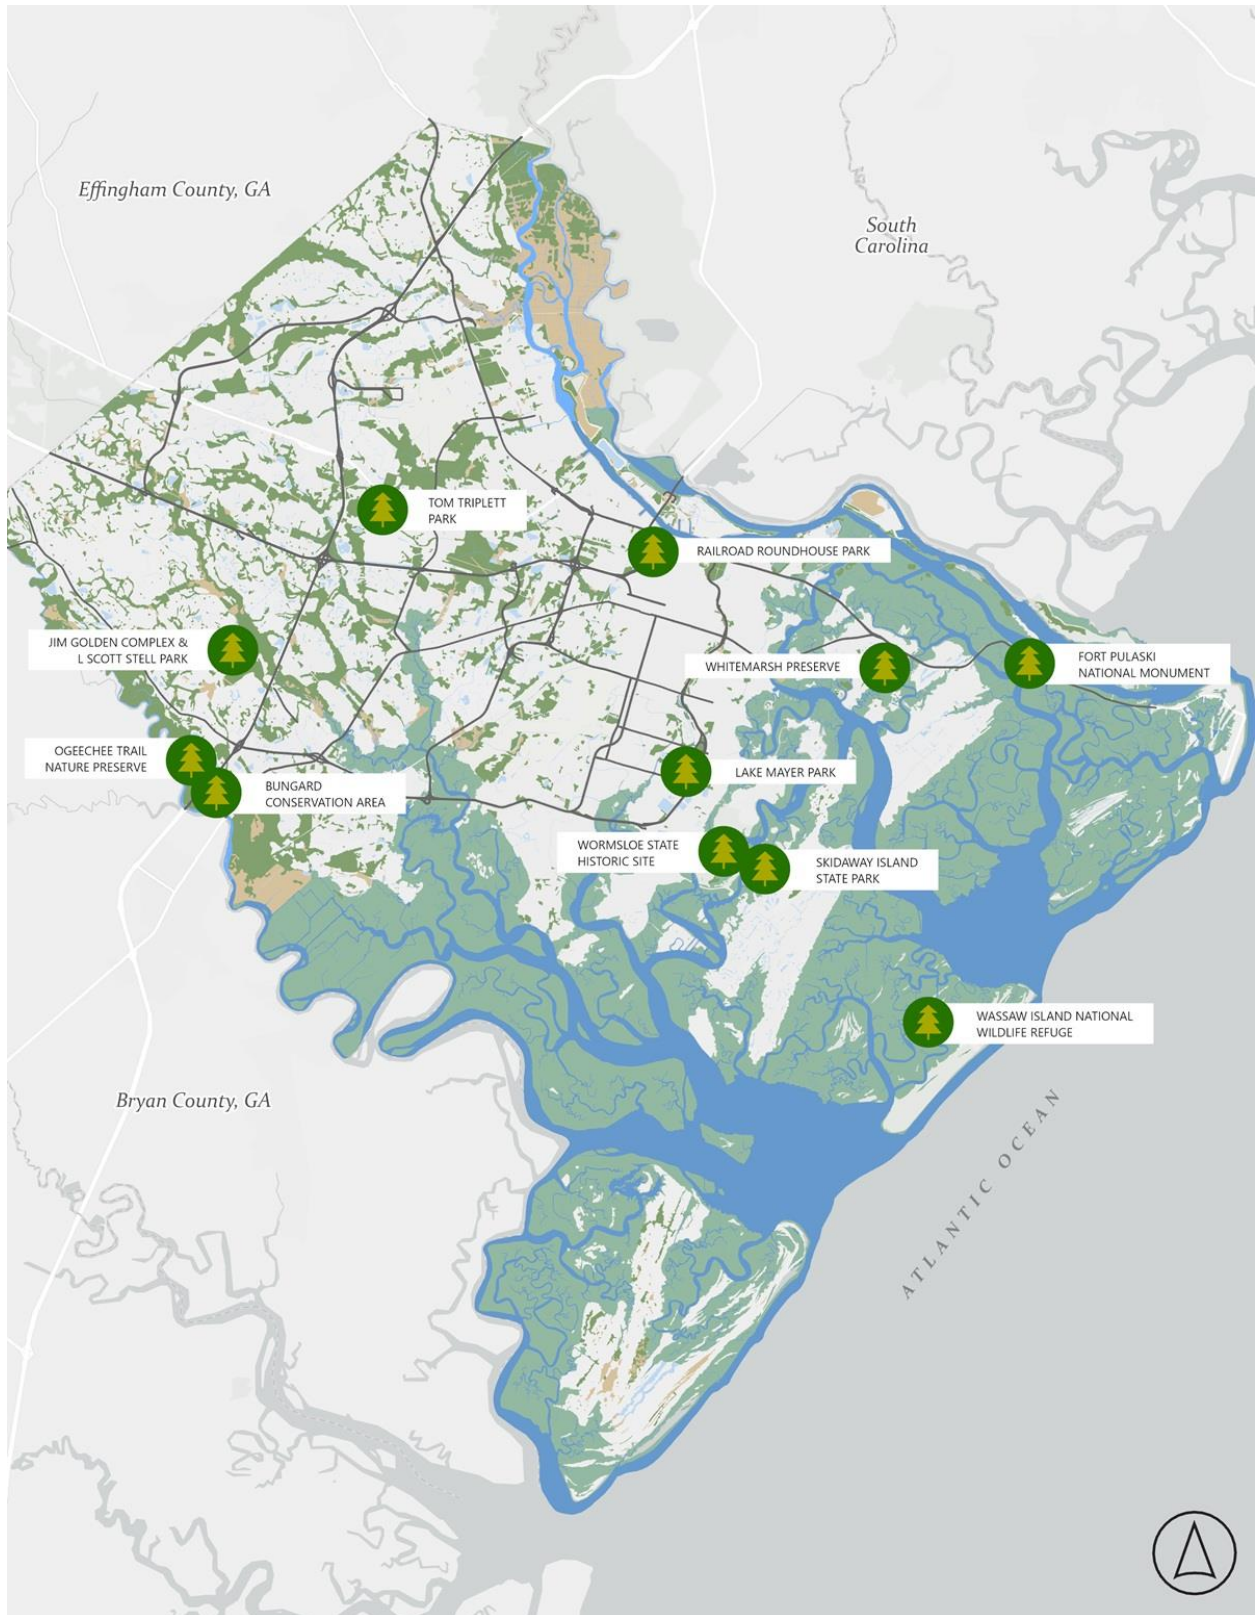 Effingham County, GA
South
Carolina
TOM TRIPLETT
PARK
RAILROAD ROUNDHOUSE PARK
JIM GOLDEN COMPLEX &
L SCOTT STELL PARK
WHITEMARSH PRESERVE
FORT PULASKI
NATIONAL MONUMENT
OGEECHEE TRAIL
NATURE PRESERVE
BUNGARD
CONSERVATION AREA
LAKE MAYER PARK
WORMSLOE STATE
HISTORIC SITE
SKIDAWAY ISLAND
STATE PARK
WASSAW ISLAND NATIONAL
WILDLIFE REFUGE
Bryan County, GA
ATLANTIC OCEAN